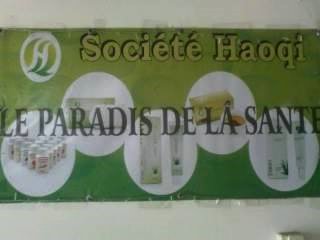 Société Haoqi
LE PARADIS DE LA SANTE